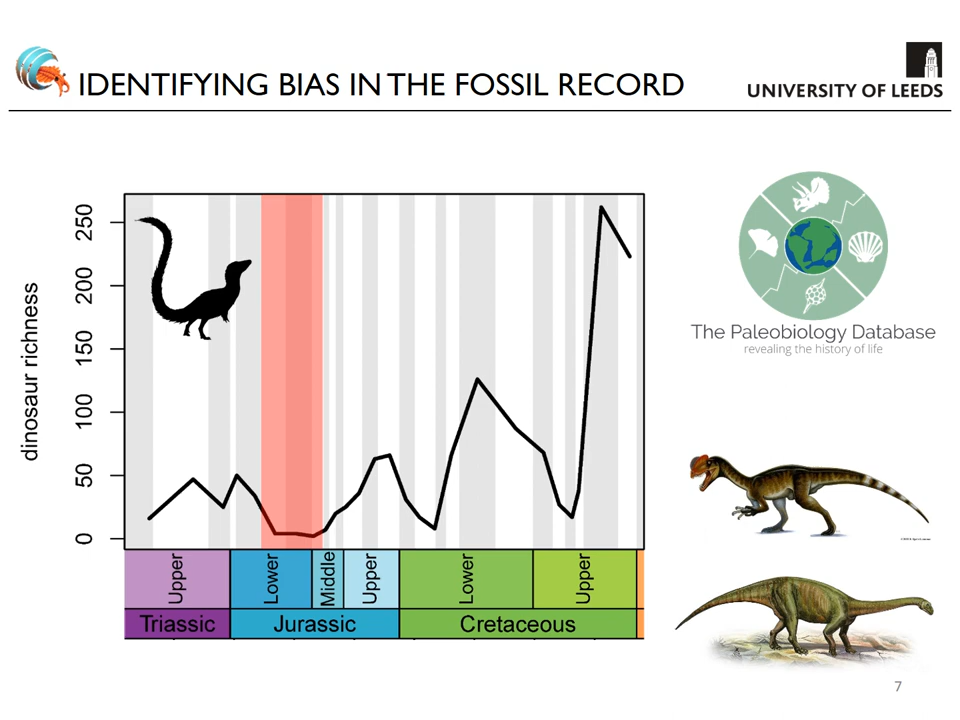 IDENTIFYING BIAS IN THE FOSSIL RECORD
UNIVERSITY OF LEEDS
dinosaur richness
250
200
150
100
50
0
Upper
Lower
Middle
Upper
Lower
Upper
Triassic
Jurassic
Cretaceous
The Paleobiology Database
revealing the history of life
7